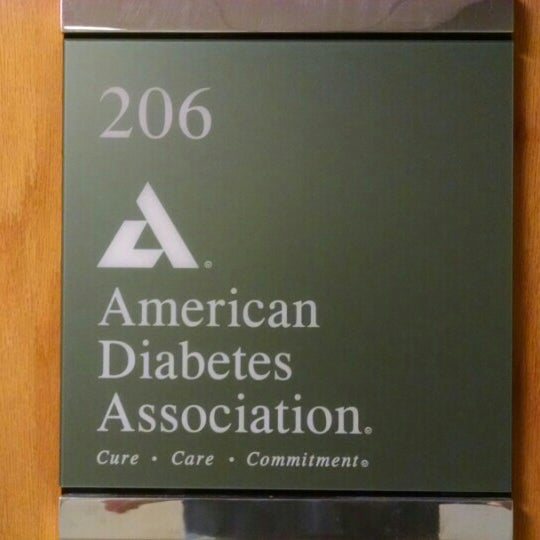 206
American
Diabetes
Association®
Cure • Care • Commitment®